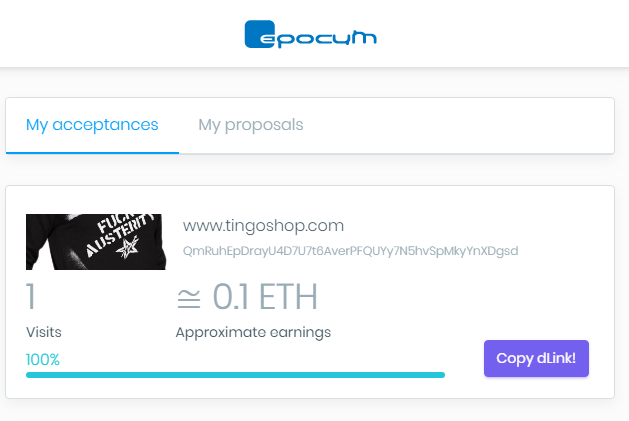 epocum
My acceptances
My proposals
FUCK
AUSTERITY
www.tingoshop.com
QmRuhEpDrayU4D7U7t6AverPFQUYy7N5hvSpMkyYnXDgsd
1
≅ 0.1 ETH
Visits
Approximate earnings
100%
Copy dLink!